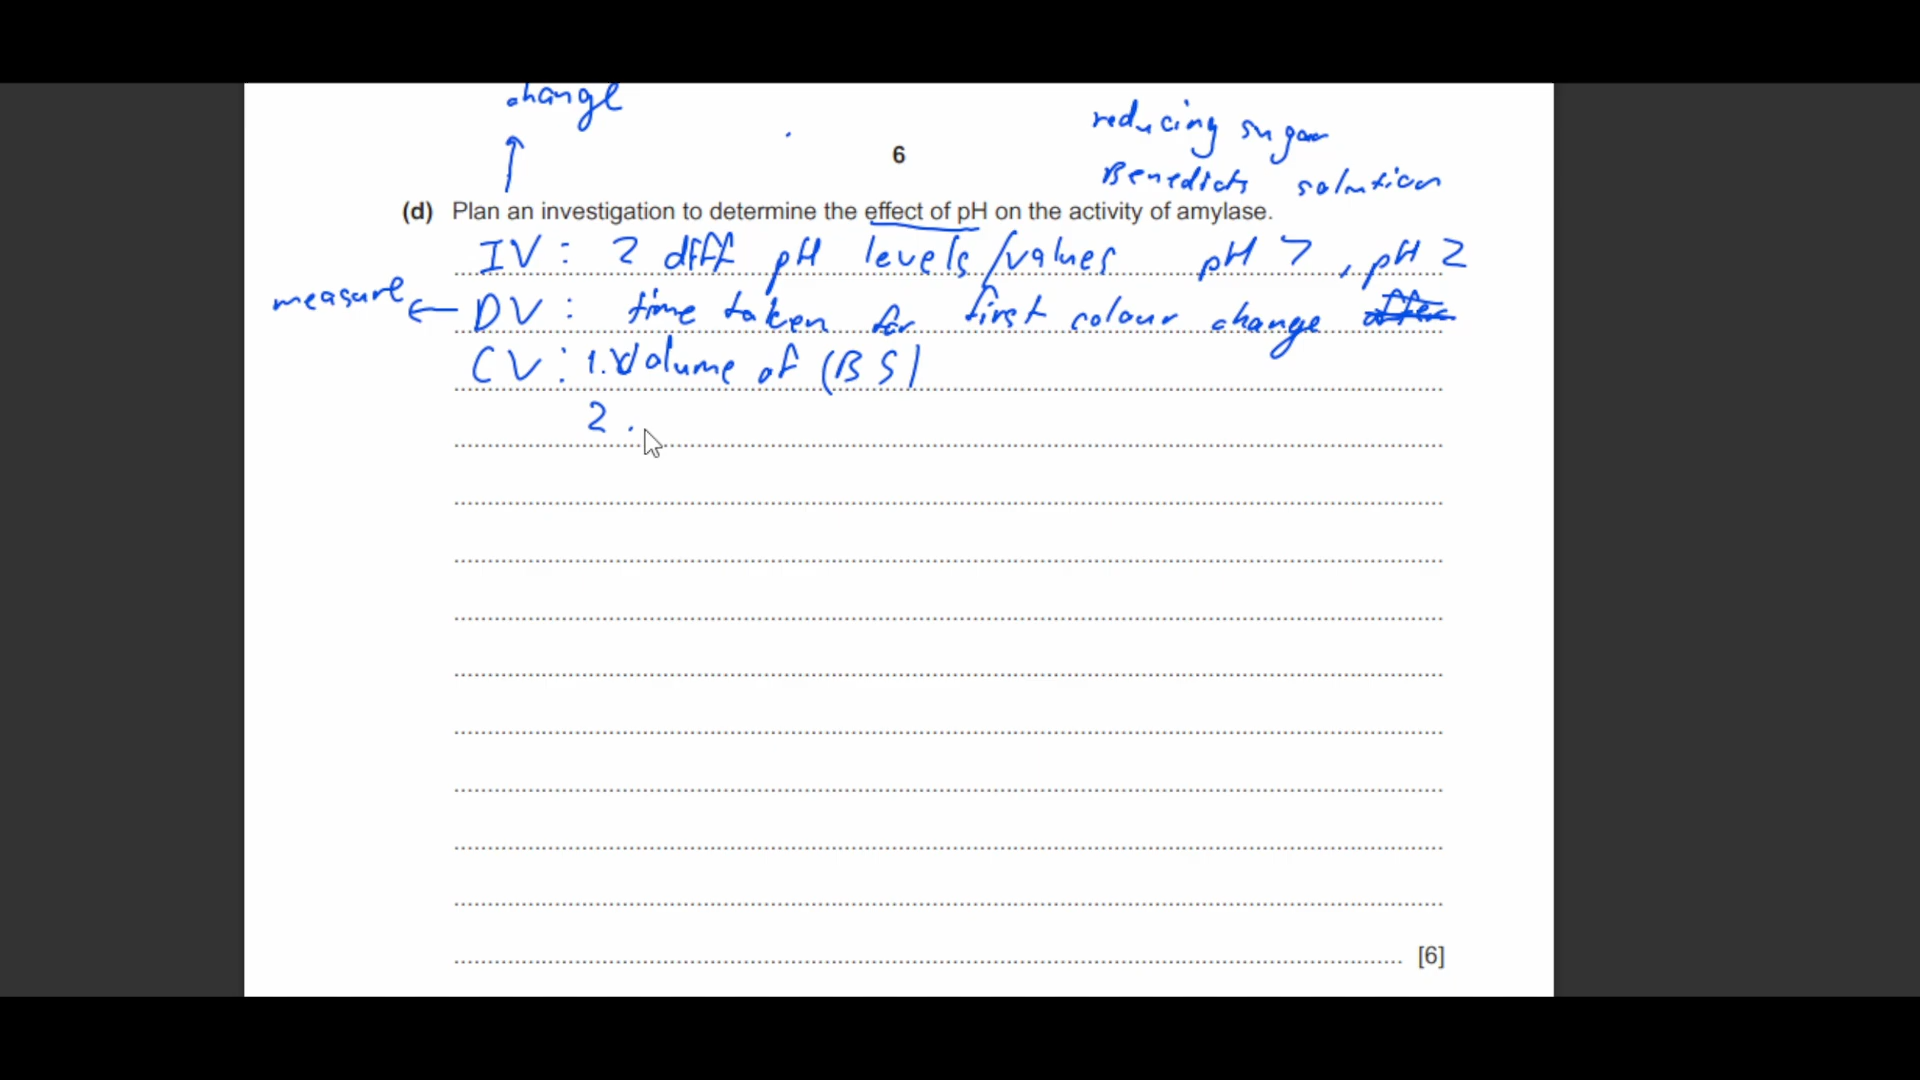 change
reducing sugar
6
Benedicts solution
(d) Plan an investigation to determine the effect of pH on the activity of amylase.
IV : 2 diff pH levels/values pH 7, pH 2
measure ← DV : time taken for first colour change
CV : 1. Volume of (BS)
2.
[6]